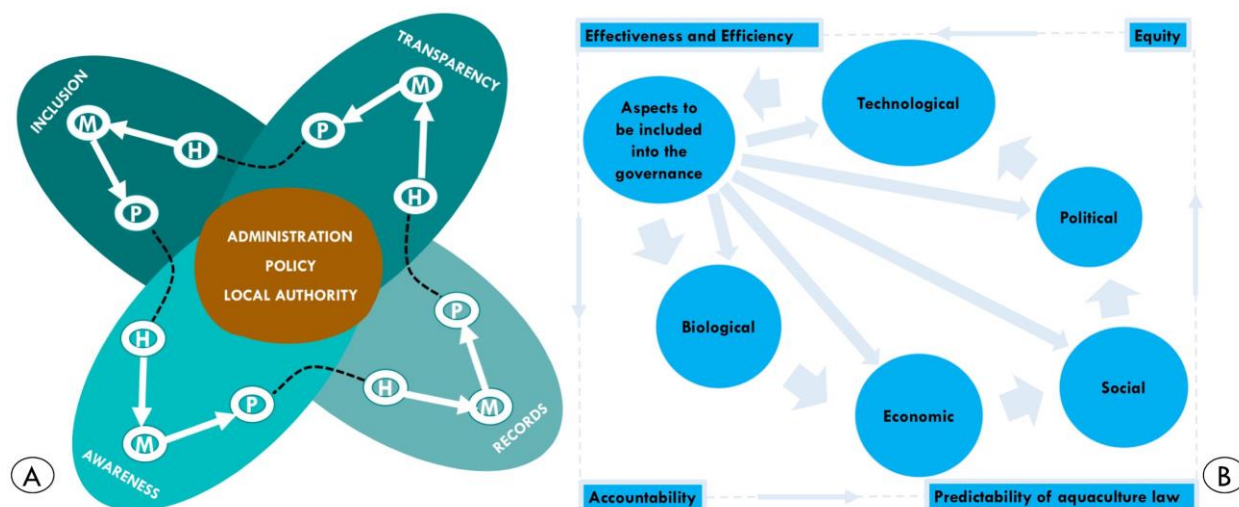 INCLUSION
M
H
P
TRANSPARENCY
M
P
H
ADMINISTRATION
POLICY
LOCAL AUTHORITY
H
M
P
AWARENESS
P
H
M
RECORDS
A
Effectiveness and Efficiency
Equity
Aspects to
be included
into the
governance
Technological
Political
Biological
Economic
Social
Accountability
Predictability of aquaculture law
B